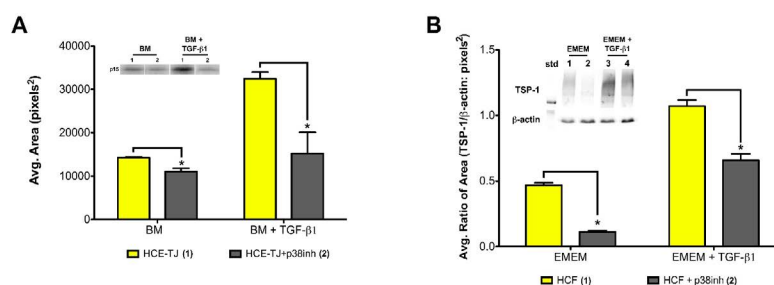 A
BM
BM +
TGF-β1
1 2 1 2
p15
Avg. Area (pixels²)
40000
30000
20000
10000
0
BM
BM + TGF-β1
*
*
HCE-TJ (1)
HCE-TJ+p38inh (2)
B
EMEM
EMEM +
TGF-β1
std 1 2 3 4
TSP-1
β-actin
Avg. Ratio of Area (TSP-1/β-actin: pixels²)
1.5
1.0
0.5
0.0
EMEM
EMEM + TGF-β1
*
*
HCF (1)
HCF + p38inh (2)